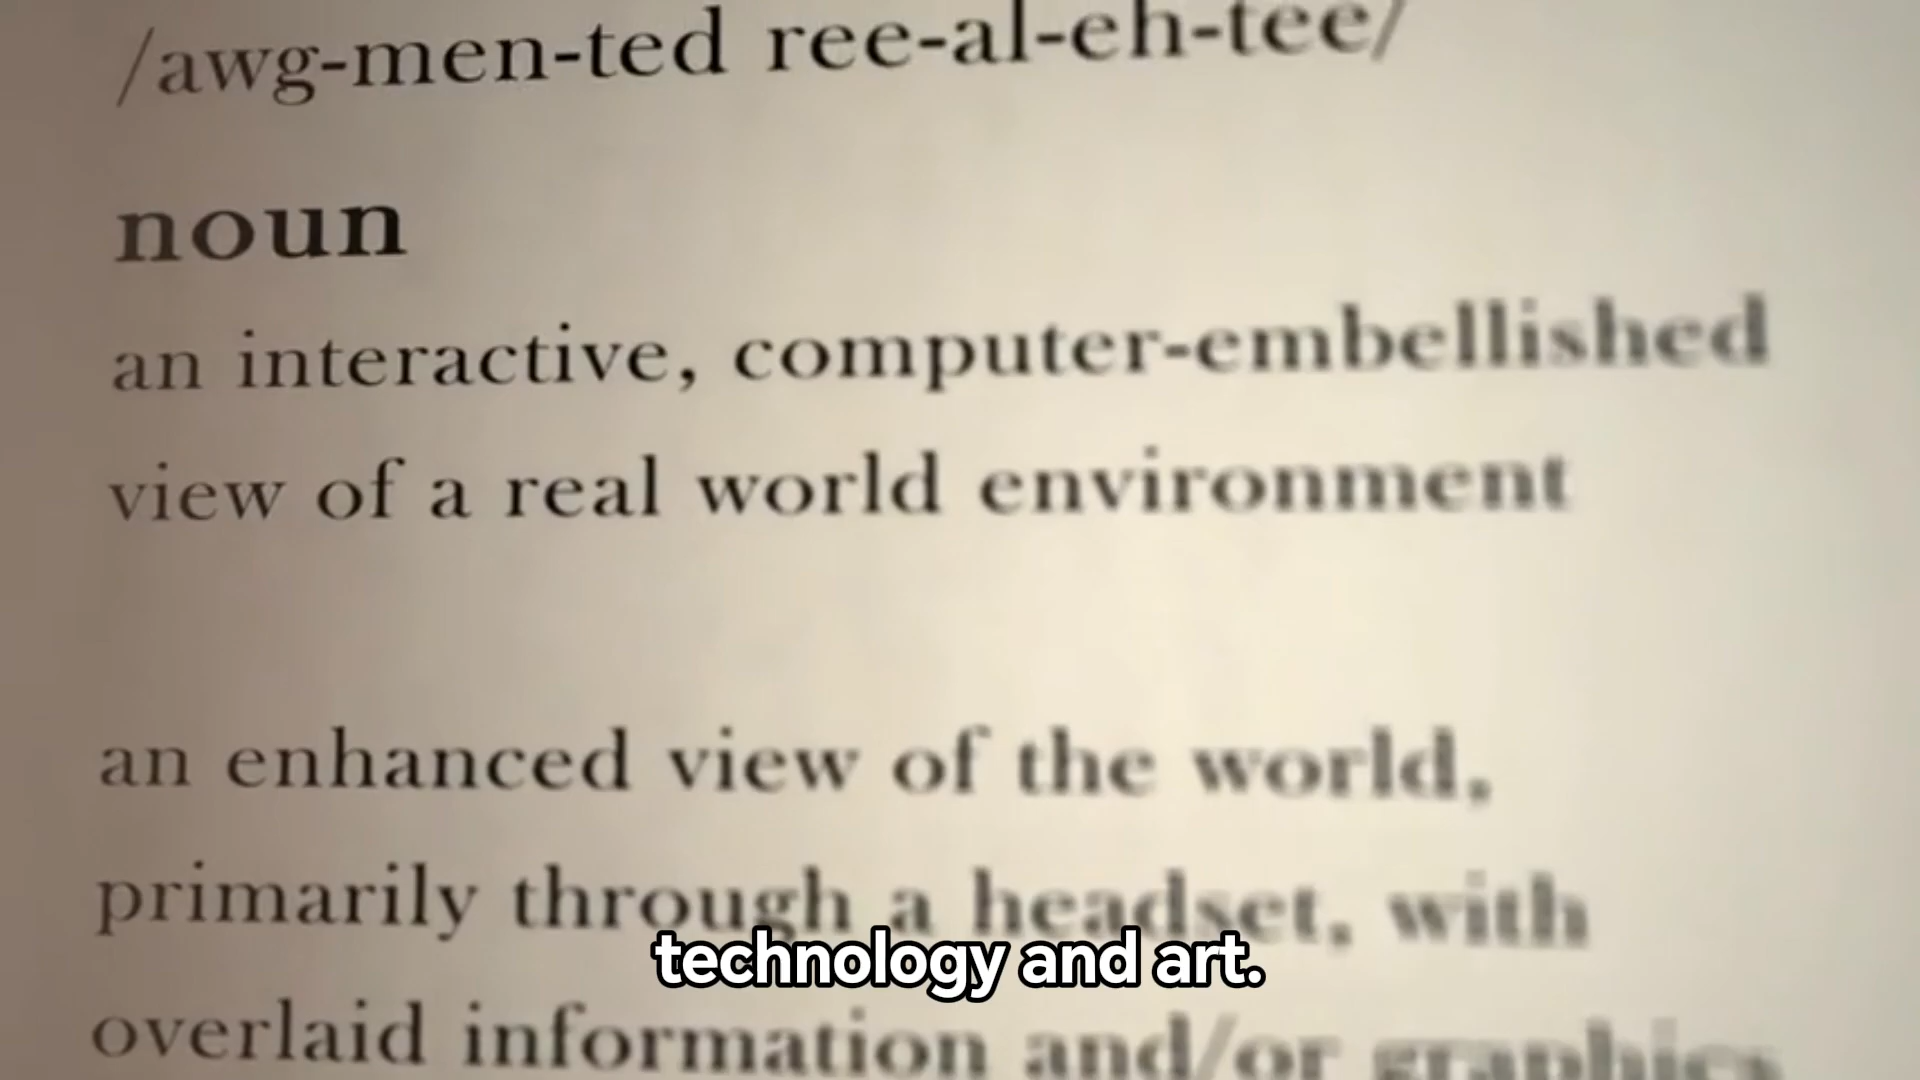 /awg-men-ted ree-al-eh-tee/
noun
an interactive, computer-embellished
view of a real world environment
an enhanced view of the world,
primarily through a headset, with
technology and art.
overlaid information and/or graphics